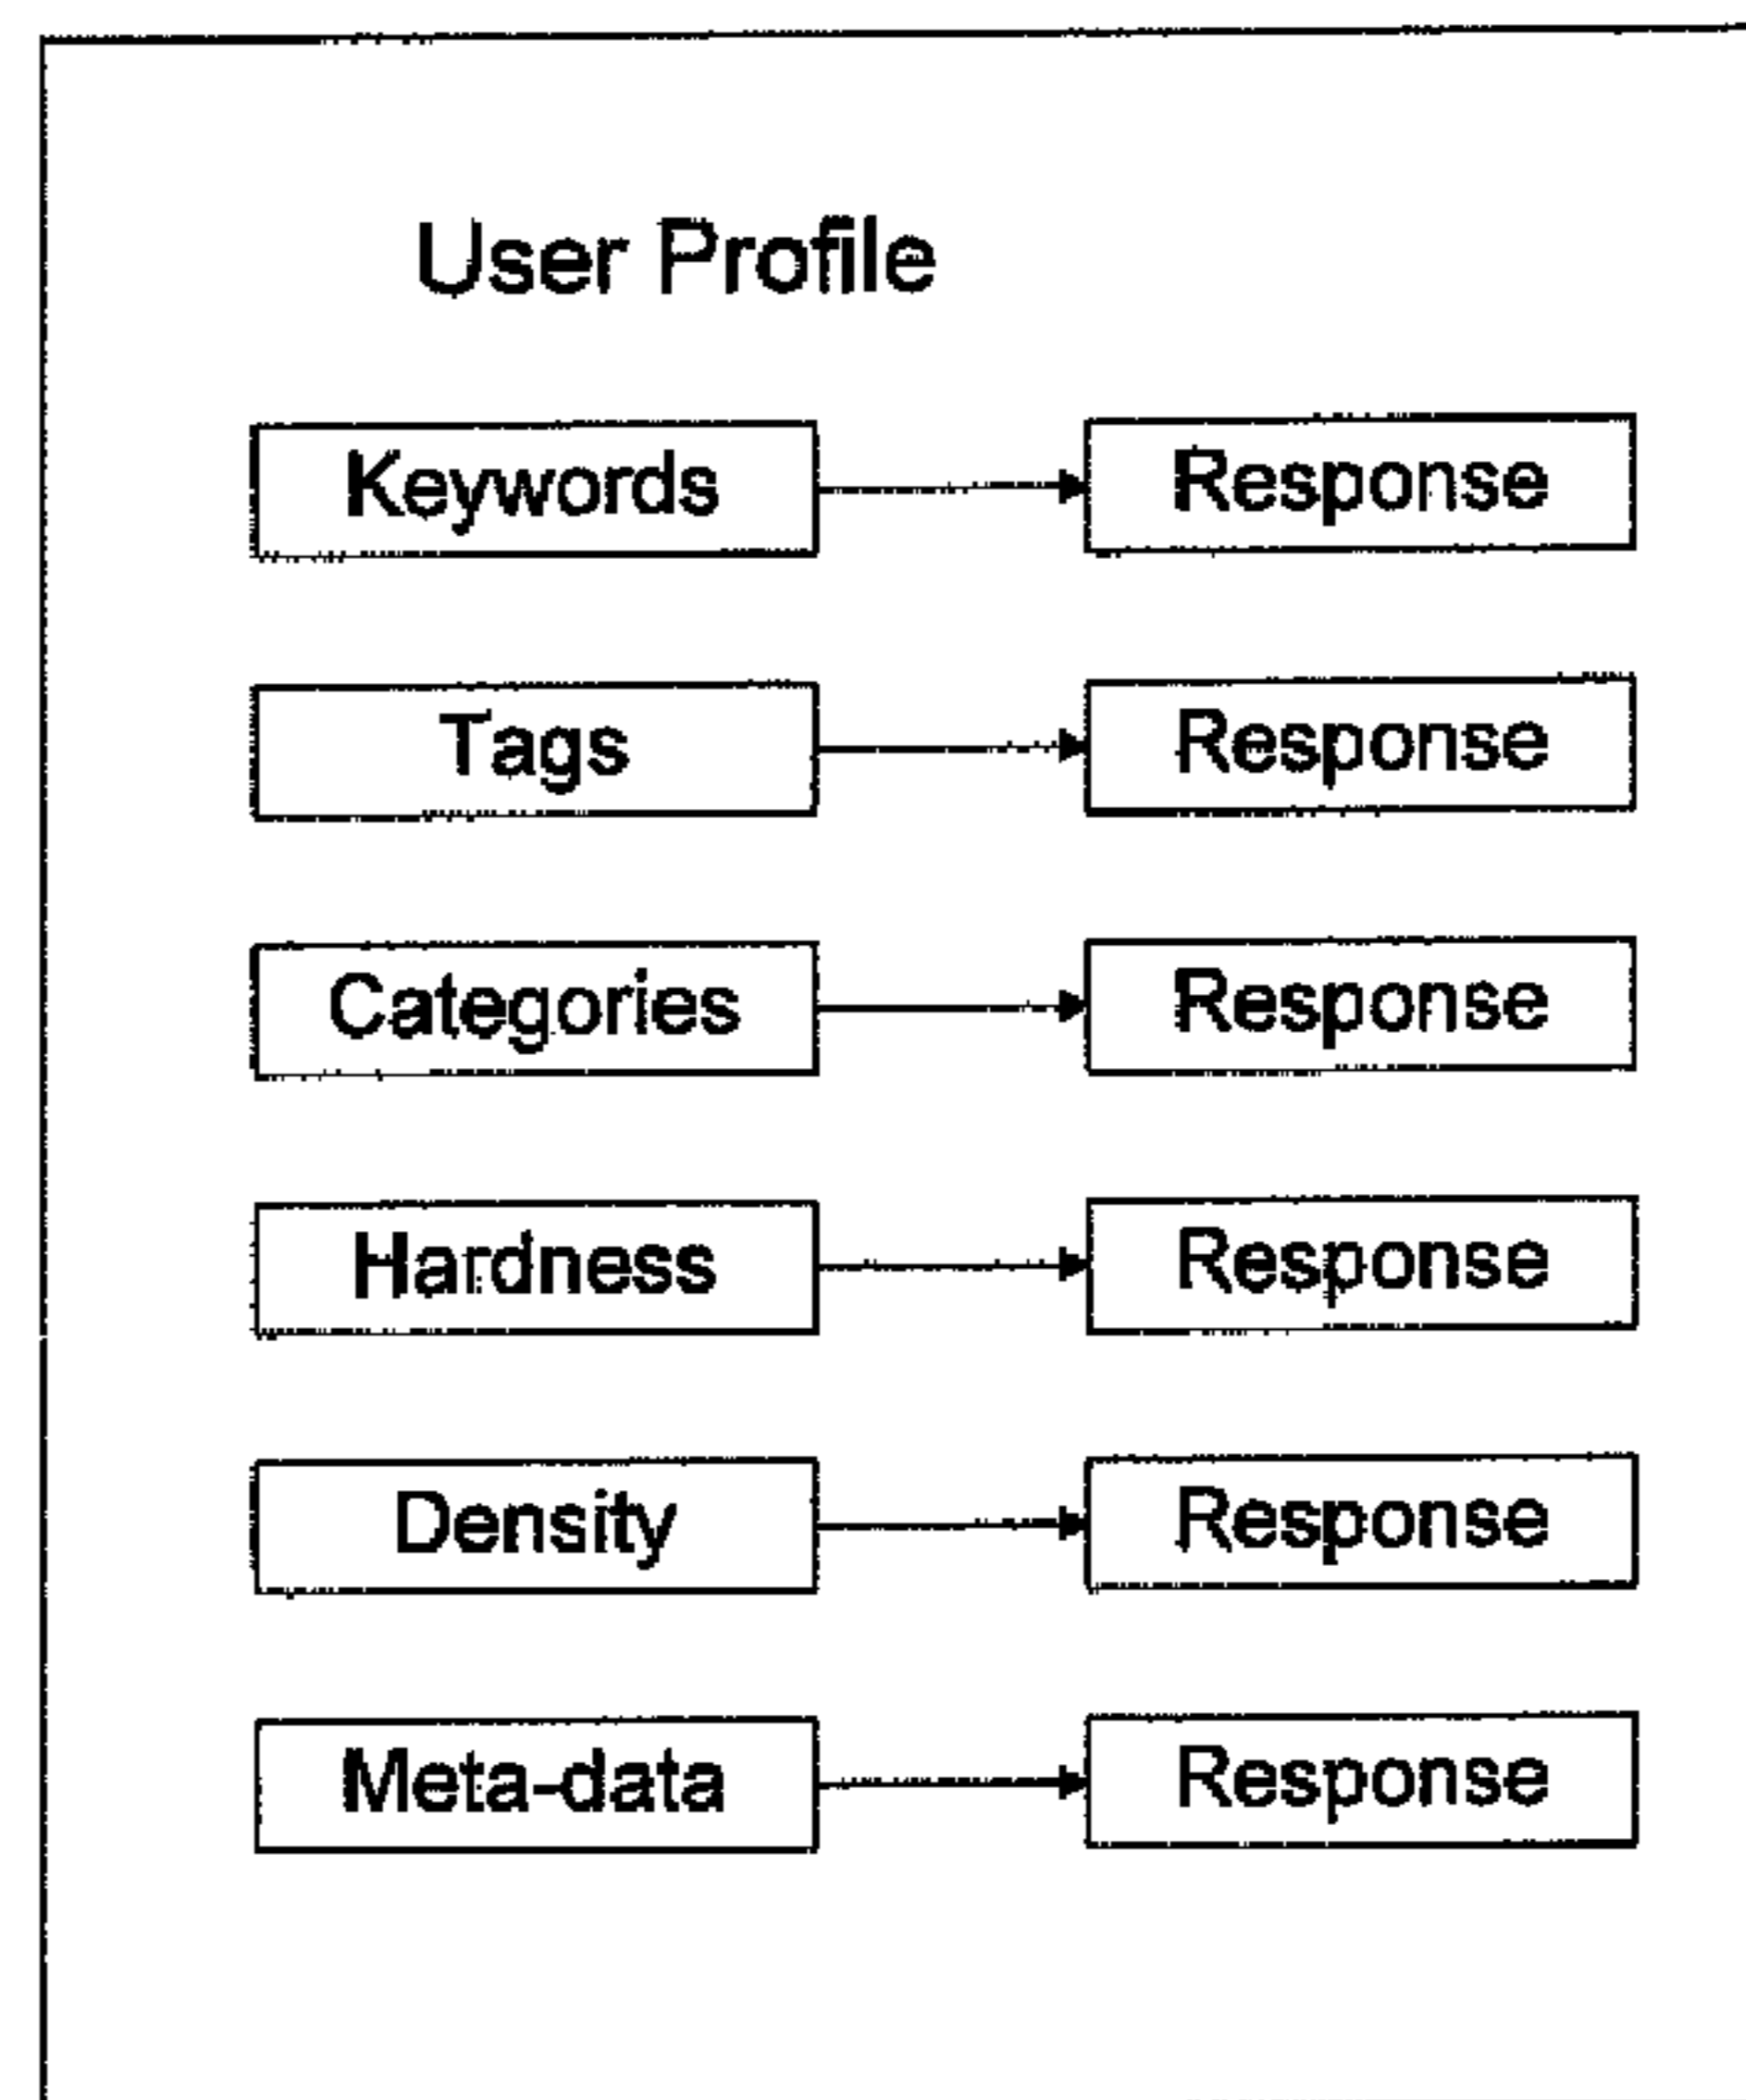 User Profile
Keywords Response
Tags Response
Categories Response
Hardness Response
Density Response
Meta-data Response